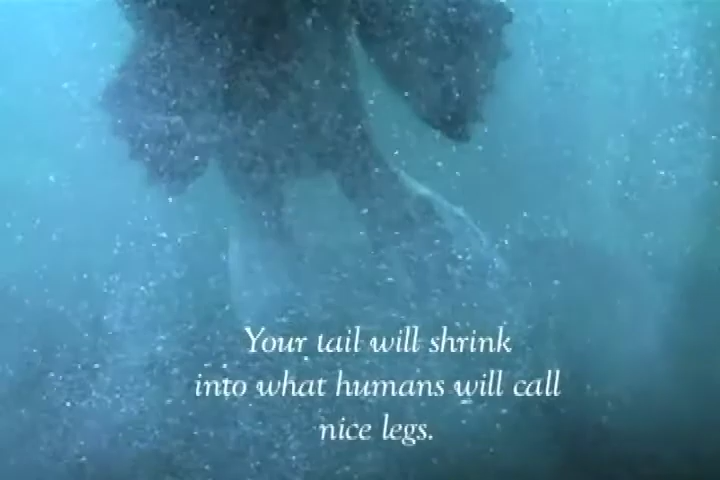 Your tail will shrink
into what humans will call
nice legs.